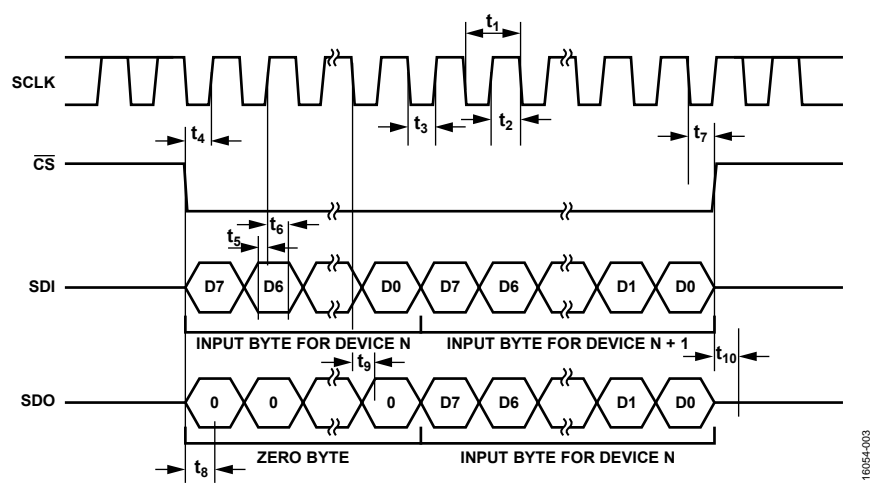 t1
SCLK
t3
t2
t4
t7
CS
t6
t5
SDI
D7
D6
D0
D7
D6
D1
D0
INPUT BYTE FOR DEVICE N
INPUT BYTE FOR DEVICE N + 1
t9
t10
SDO
0
0
0
D7
D6
D1
D0
ZERO BYTE
INPUT BYTE FOR DEVICE N
t8
16054-003